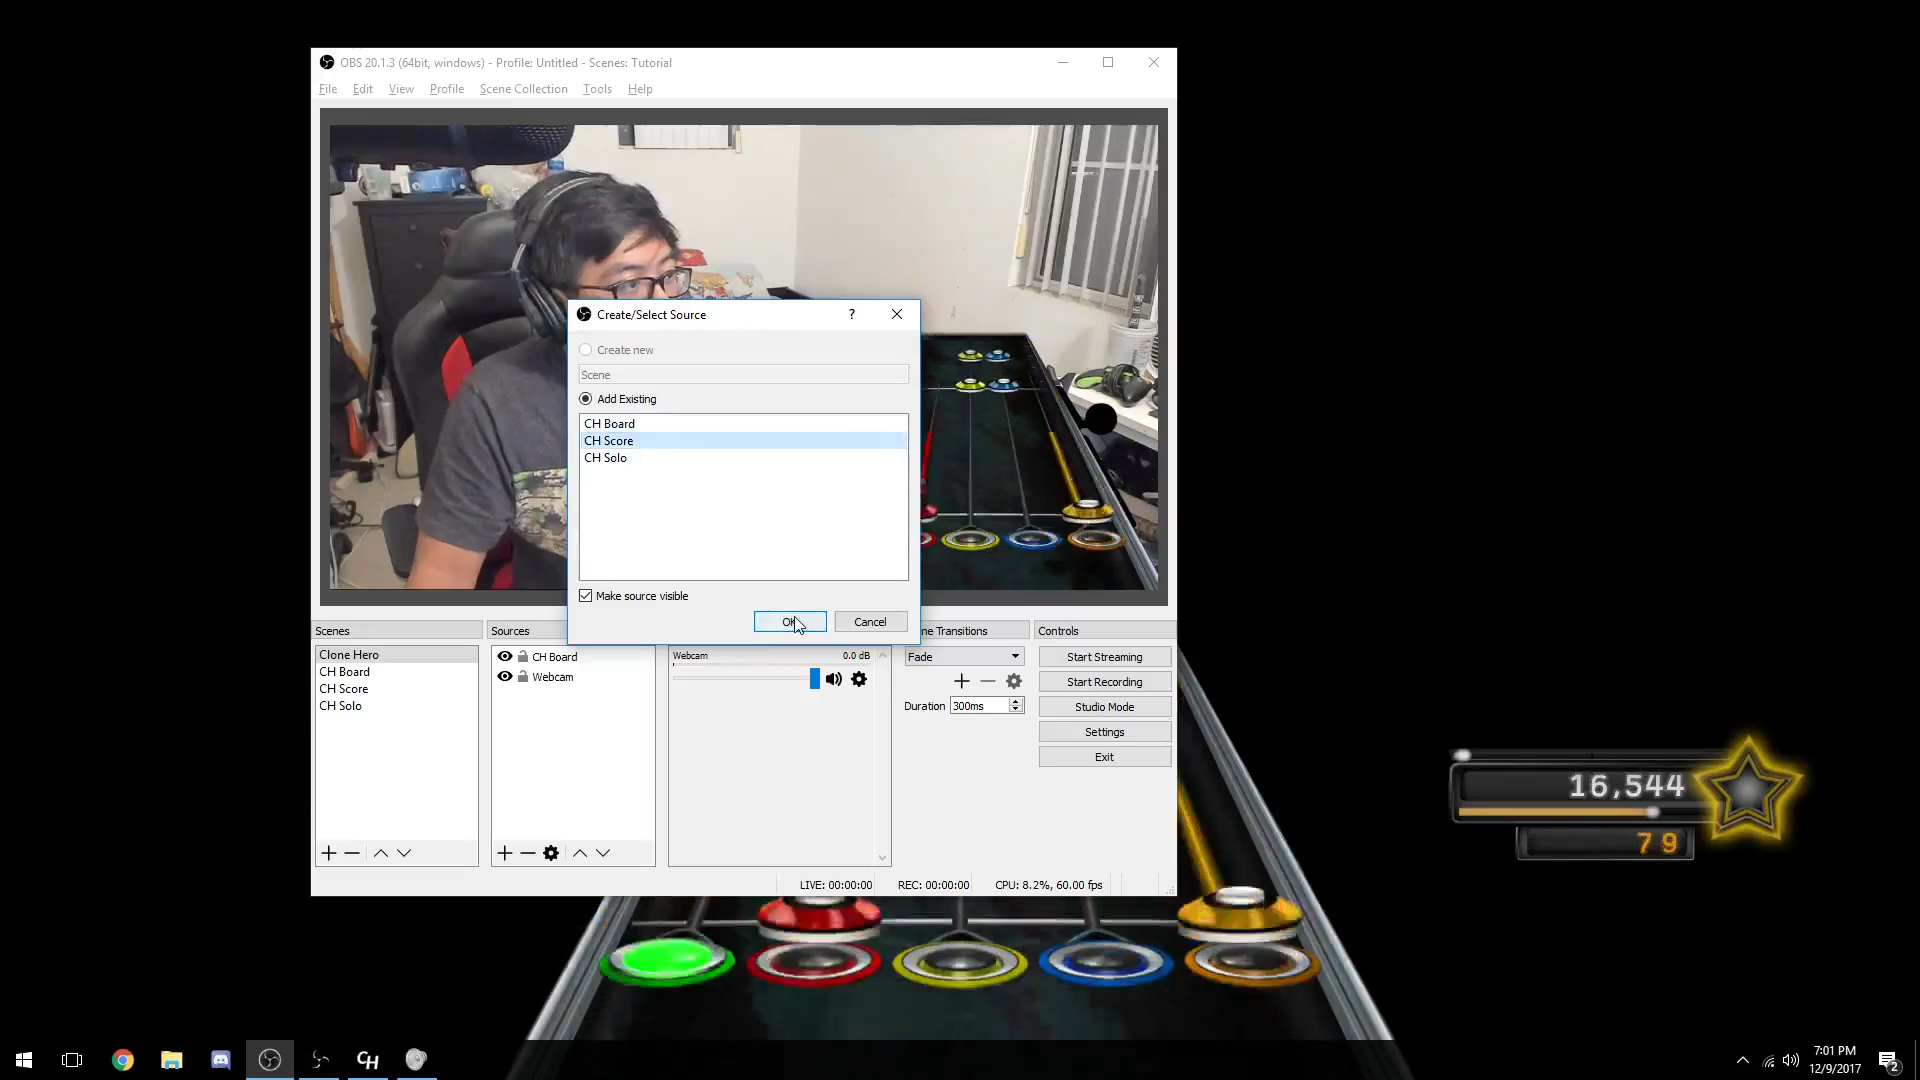 OBS 20.1.3 (64bit, windows) - Profile: Untitled - Scenes: Tutorial
File Edit View Profile Scene Collection Tools Help
Create/Select Source ?
Create new
Scene
Add Existing
CH Board
CH Score
CH Solo
Make source visible
OK Cancel
Scenes
Clone Hero
CH Board
CH Score
CH Solo
Sources
CH Board
Webcam
Webcam 0.0 dB
Transitions
Fade
Duration 300ms
Controls
Start Streaming
Start Recording
Studio Mode
Settings
Exit
LIVE: 00:00:00 REC: 00:00:00 CPU: 8.2%, 60.00 fps
16,544
79
CH
7:01 PM
12/9/2017
2